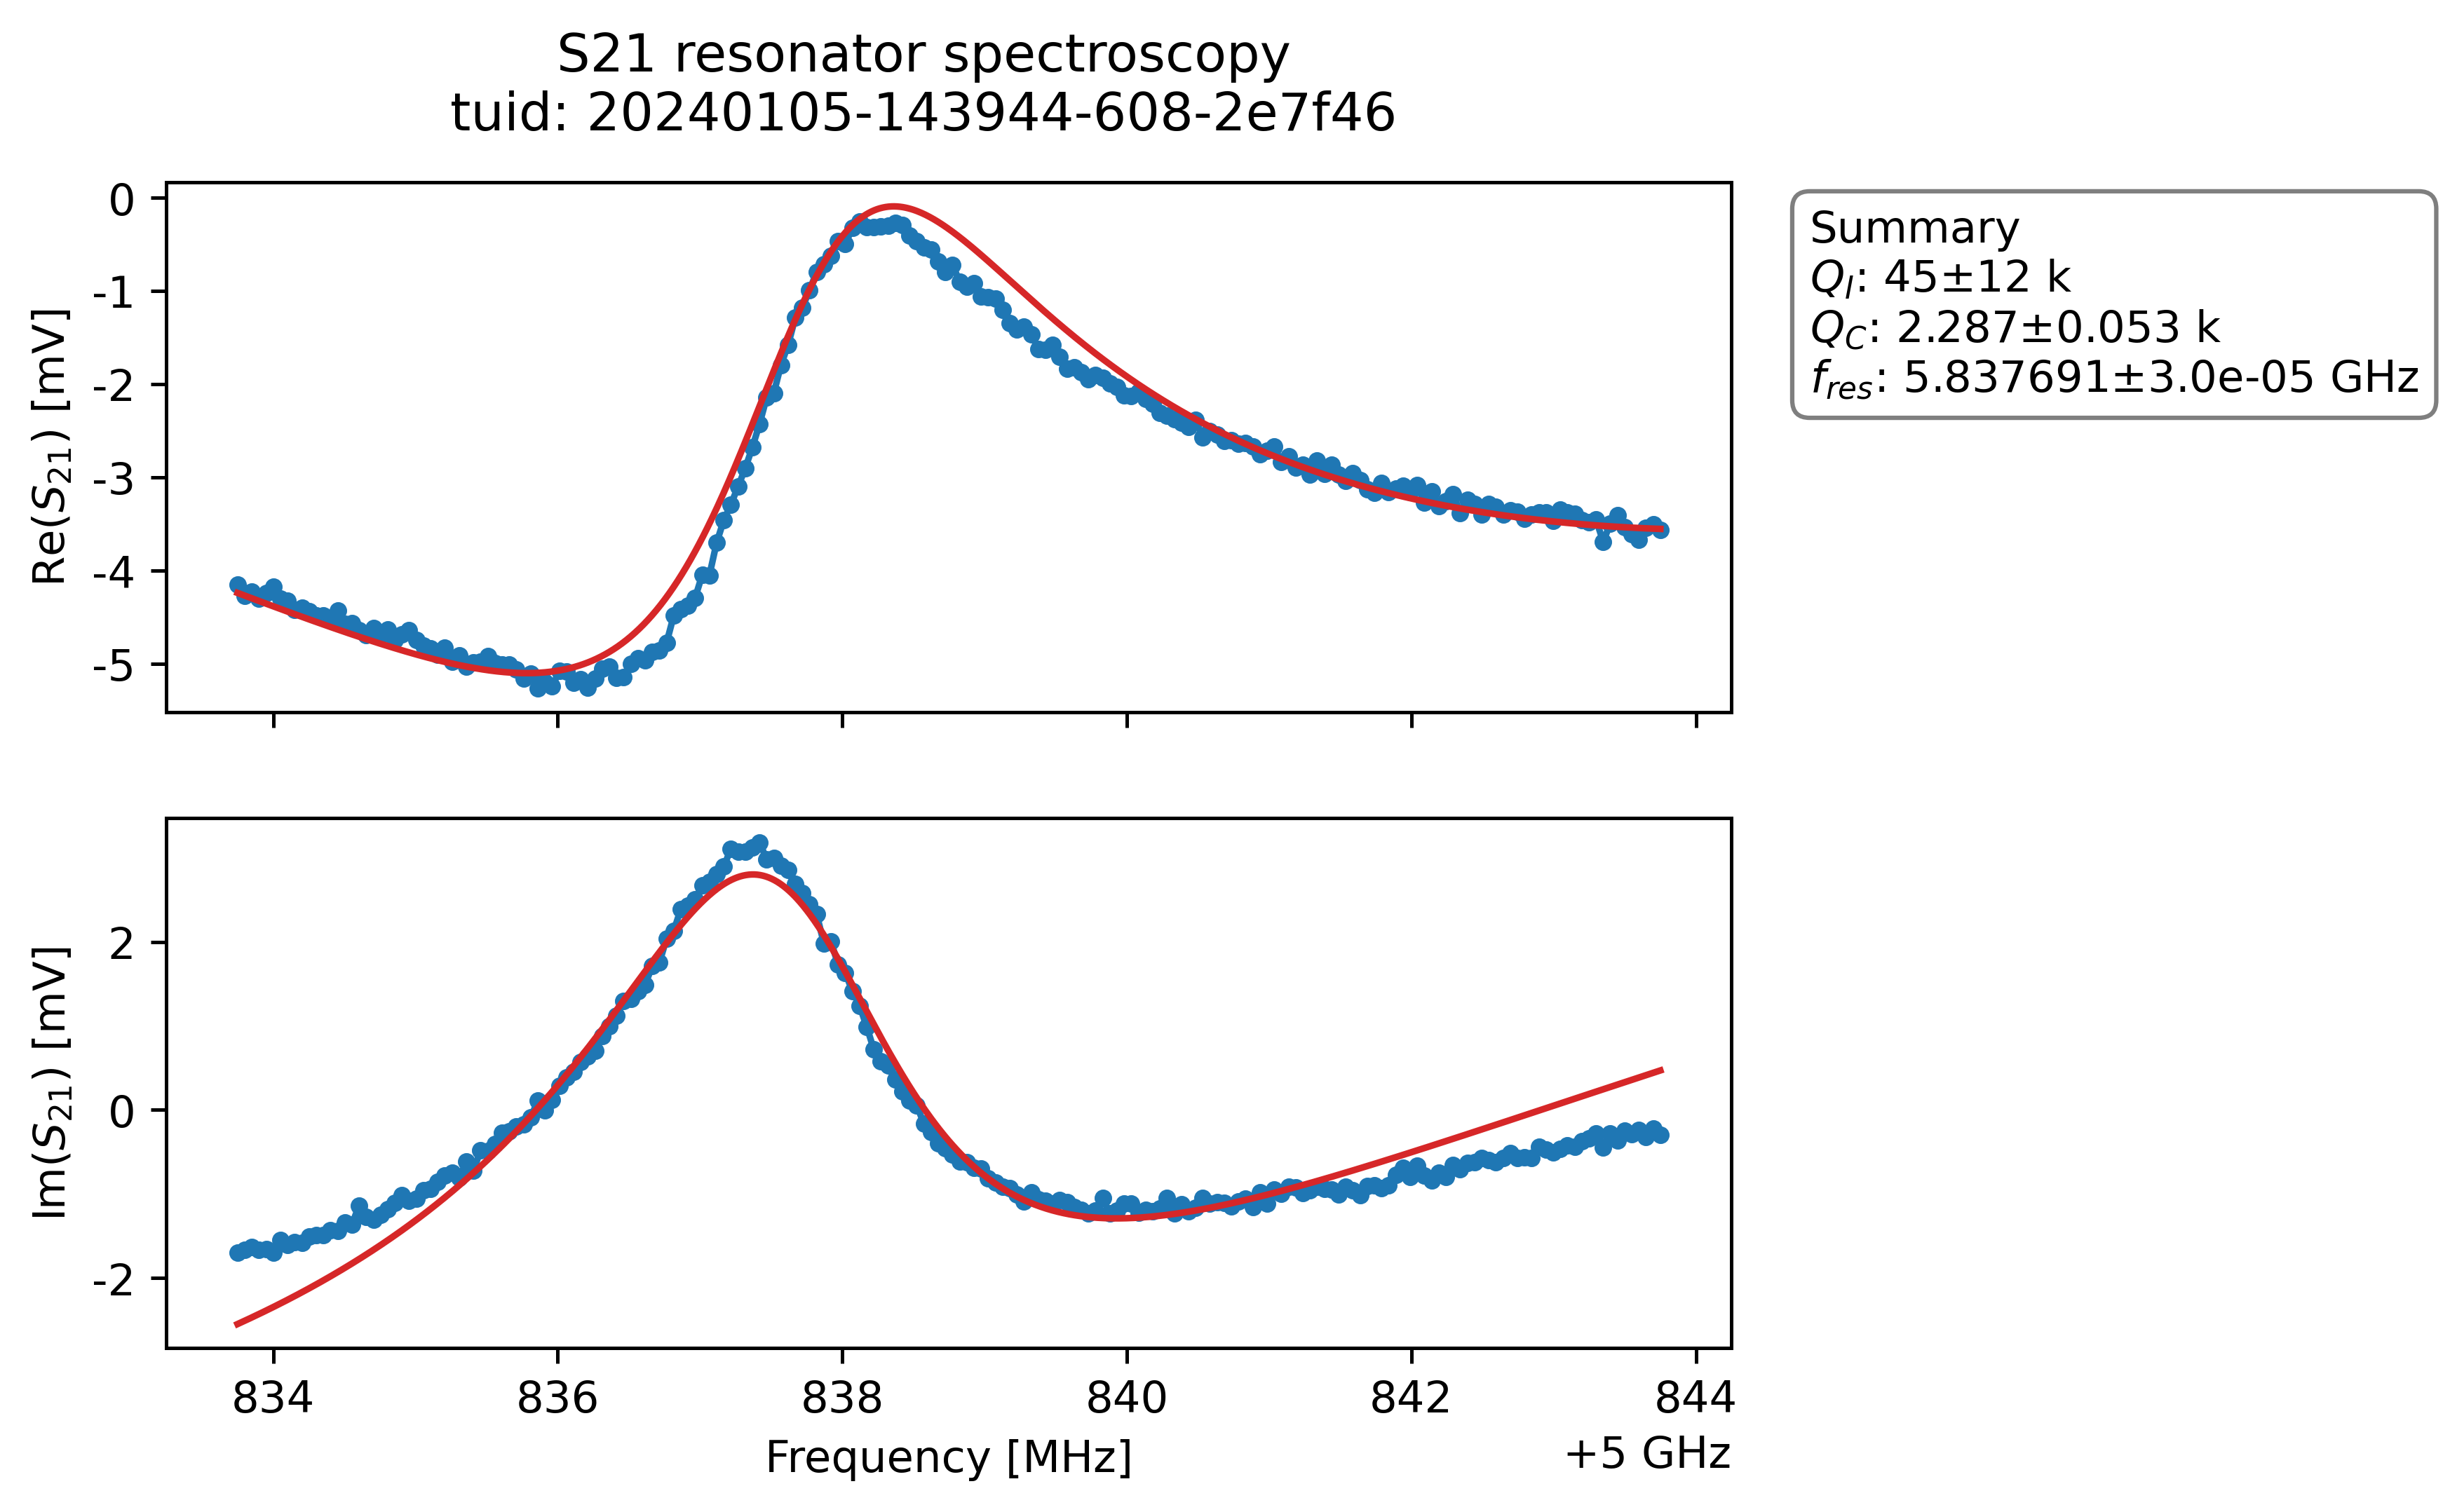 S21 resonator spectroscopy
tuid: 20240105-143944-608-2e7f46
0
-1
-2
-3
-4
-5
Re(S21) [mV]
Summary
QI: 45±12 k
QC: 2.287±0.053 k
fres: 5.837691±3.0e-05 GHz
2
0
-2
Im(S21) [mV]
834 836 838 840 842 844
Frequency [MHz]
+5 GHz